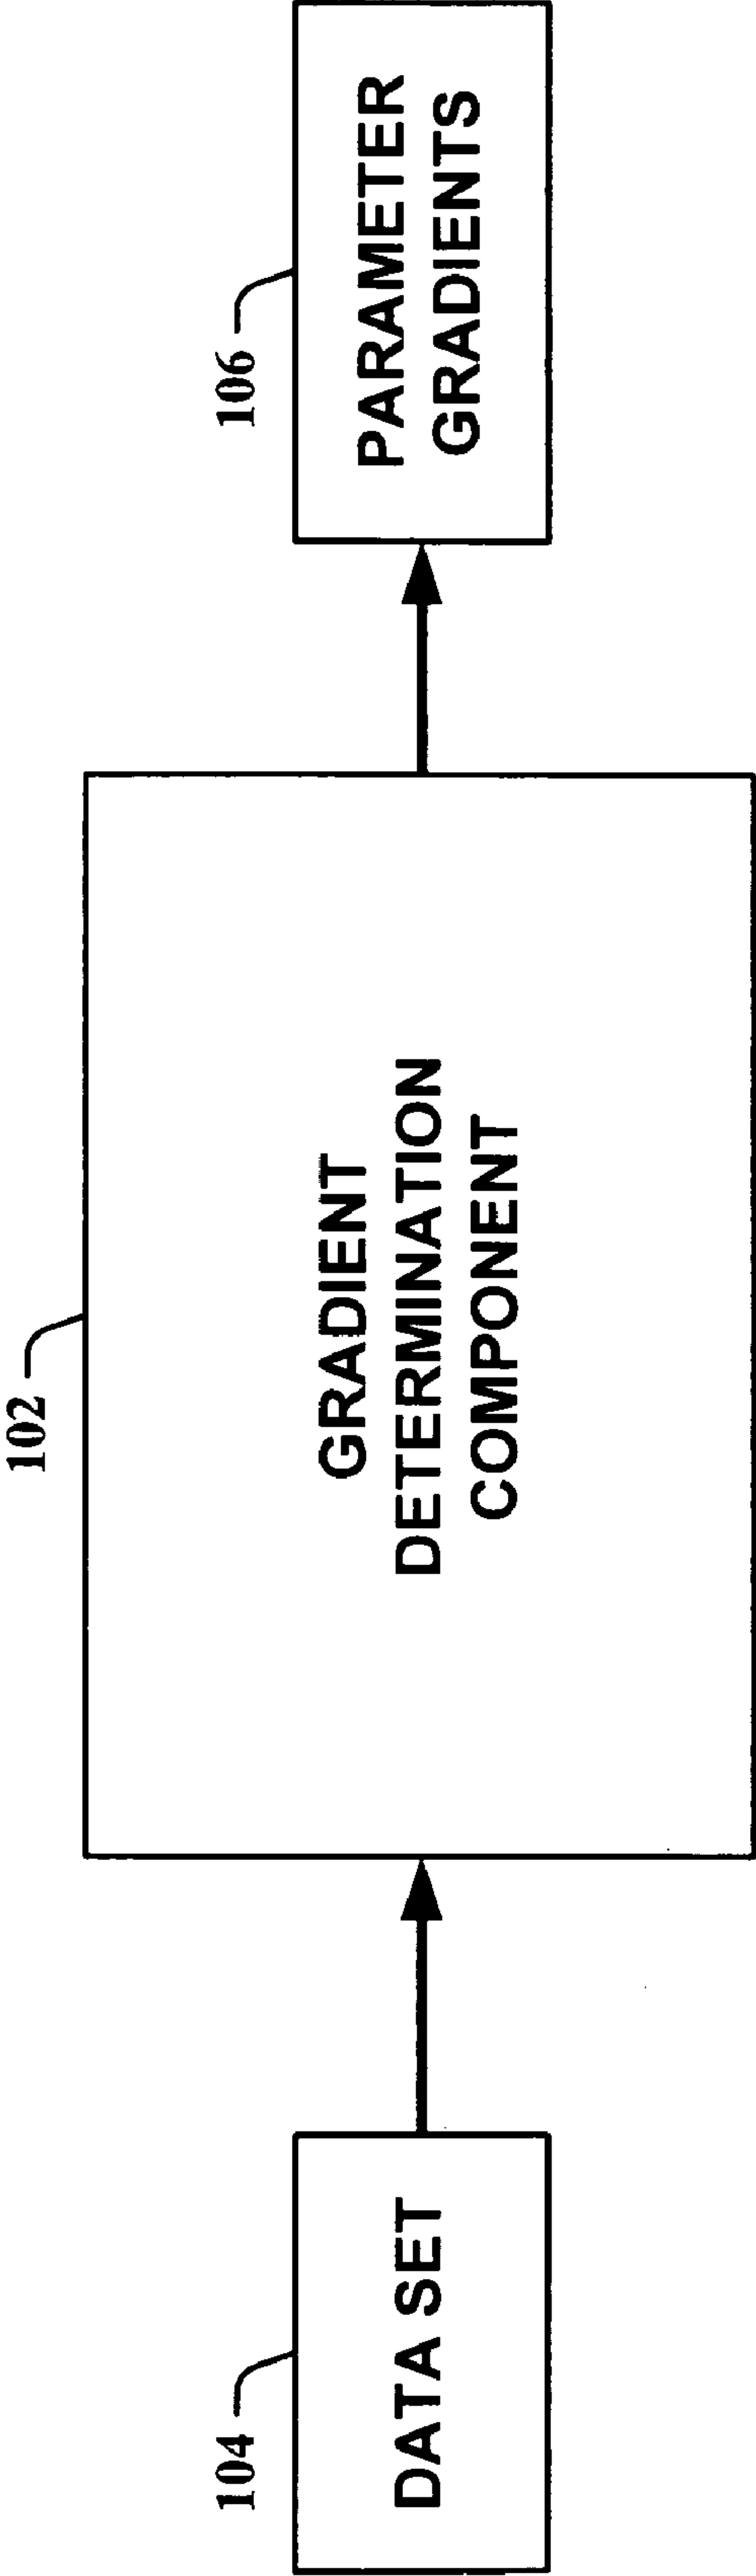 102
104
106
DATA SET
GRADIENT
DETERMINATION
COMPONENT
PARAMETER
GRADIENTS